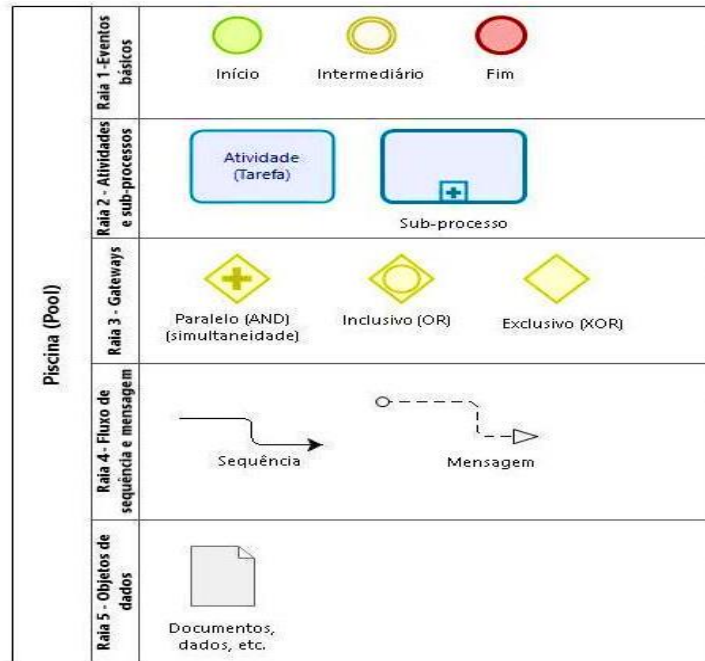 Piscina (Pool)
Raia 1 -Eventos
básicos
Início
Intermediário
Fim
Raia 2 - Atividades
e sub-processos
Atividade
(Tarefa)
Sub-processo
Raia 3 - Gateways
Paralelo (AND)
(simultaneidade)
Inclusivo (OR)
Exclusivo (XOR)
Raia 4 - Fluxo de
sequência e mensagem
Sequência
Mensagem
Raia 5 - Objetos de
dados
Documentos,
dados, etc.